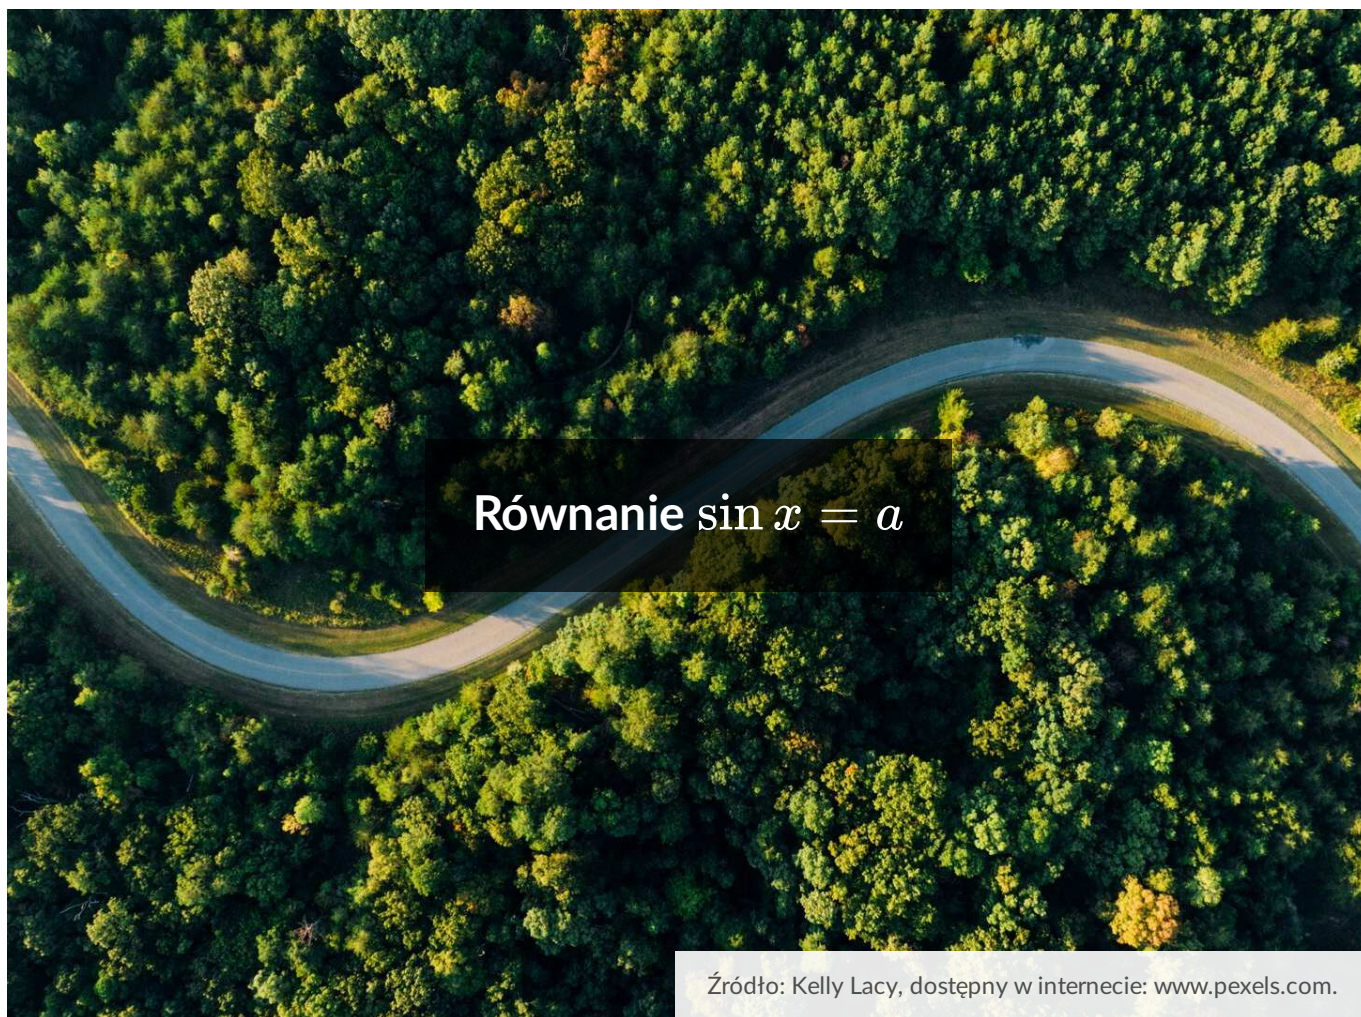 Równanie sin x = a
Źródło: Kelly Lacy, dostępny w internecie: www.pexels.com.